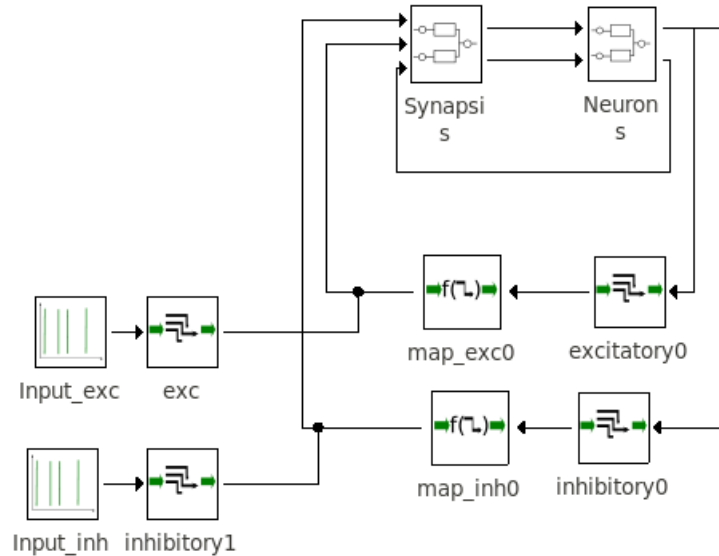 Synapsi
s
Neuron
s
f(
)
map_exc0
excitatory0
Input_exc
exc
f(
)
map_inh0
inhibitory0
Input_inh
inhibitory1